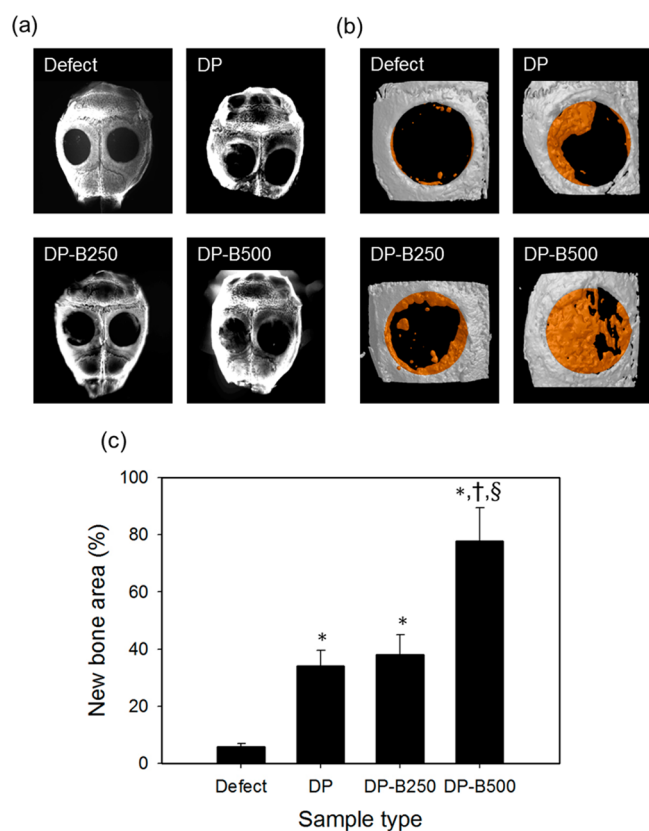 (a)
(b)
Defect
DP
Defect
DP
DP-B250
DP-B500
DP-B250
DP-B500
(c)
New bone area (%)
100
80
60
40
20
0
*
*
*,†,§
Defect
DP
DP-B250
DP-B500
Sample type